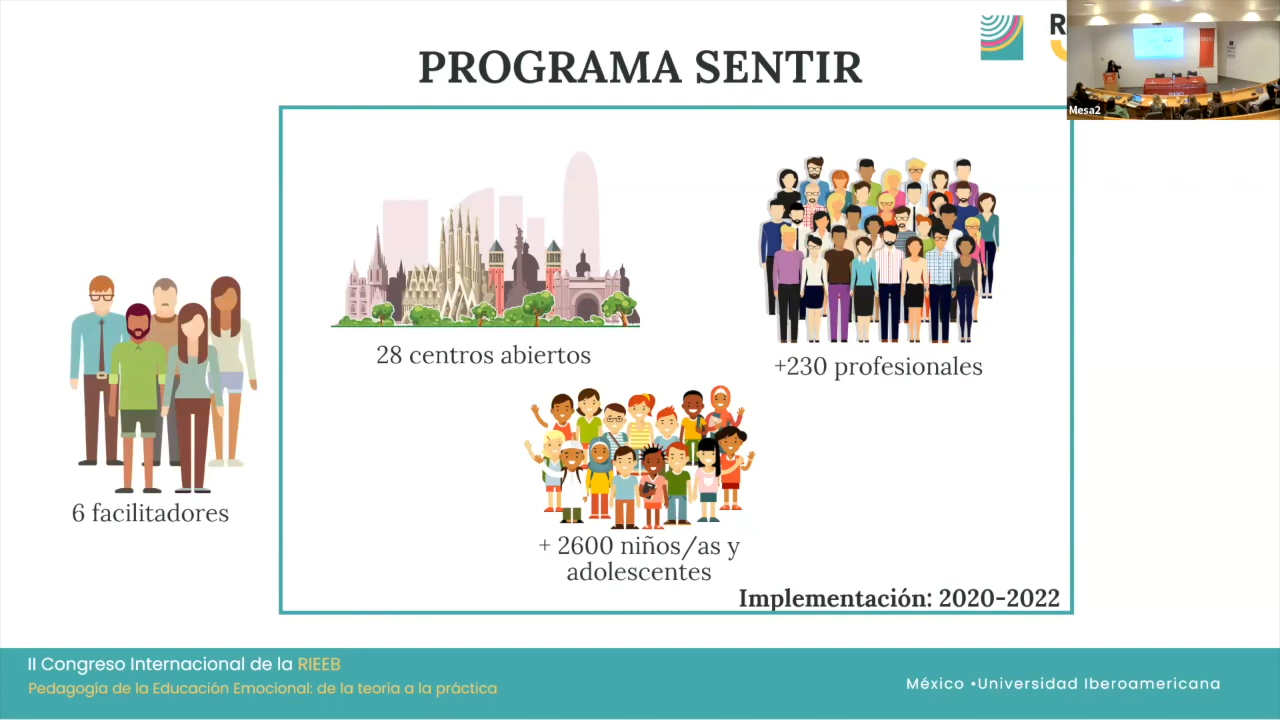 PROGRAMA SENTIR
R
Mesa2
28 centros abiertos
+230 profesionales
6 facilitadores
+ 2600 niños/as y
adolescentes
Implementación: 2020-2022
II Congreso Internacional de la RIEEB
Pedagogía de la Educación Emocional: de la teoria a la práctica
México •Universidad Iberoamericana